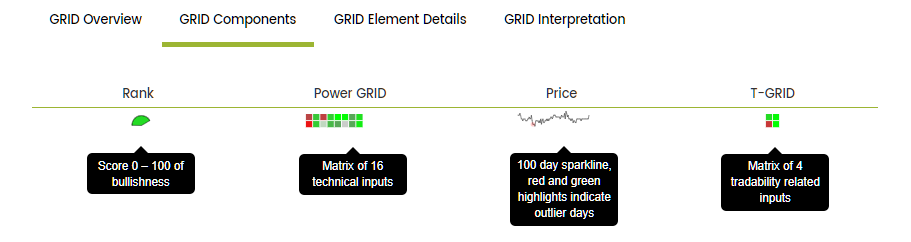 GRID Overview
GRID Components
GRID Element Details
GRID Interpretation
Rank
Power GRID
Price
T-GRID
Score 0 – 100 of
bullishness
Matrix of 16
technical inputs
100 day sparkline,
red and green
highlights indicate
outlier days
Matrix of 4
tradability related
inputs